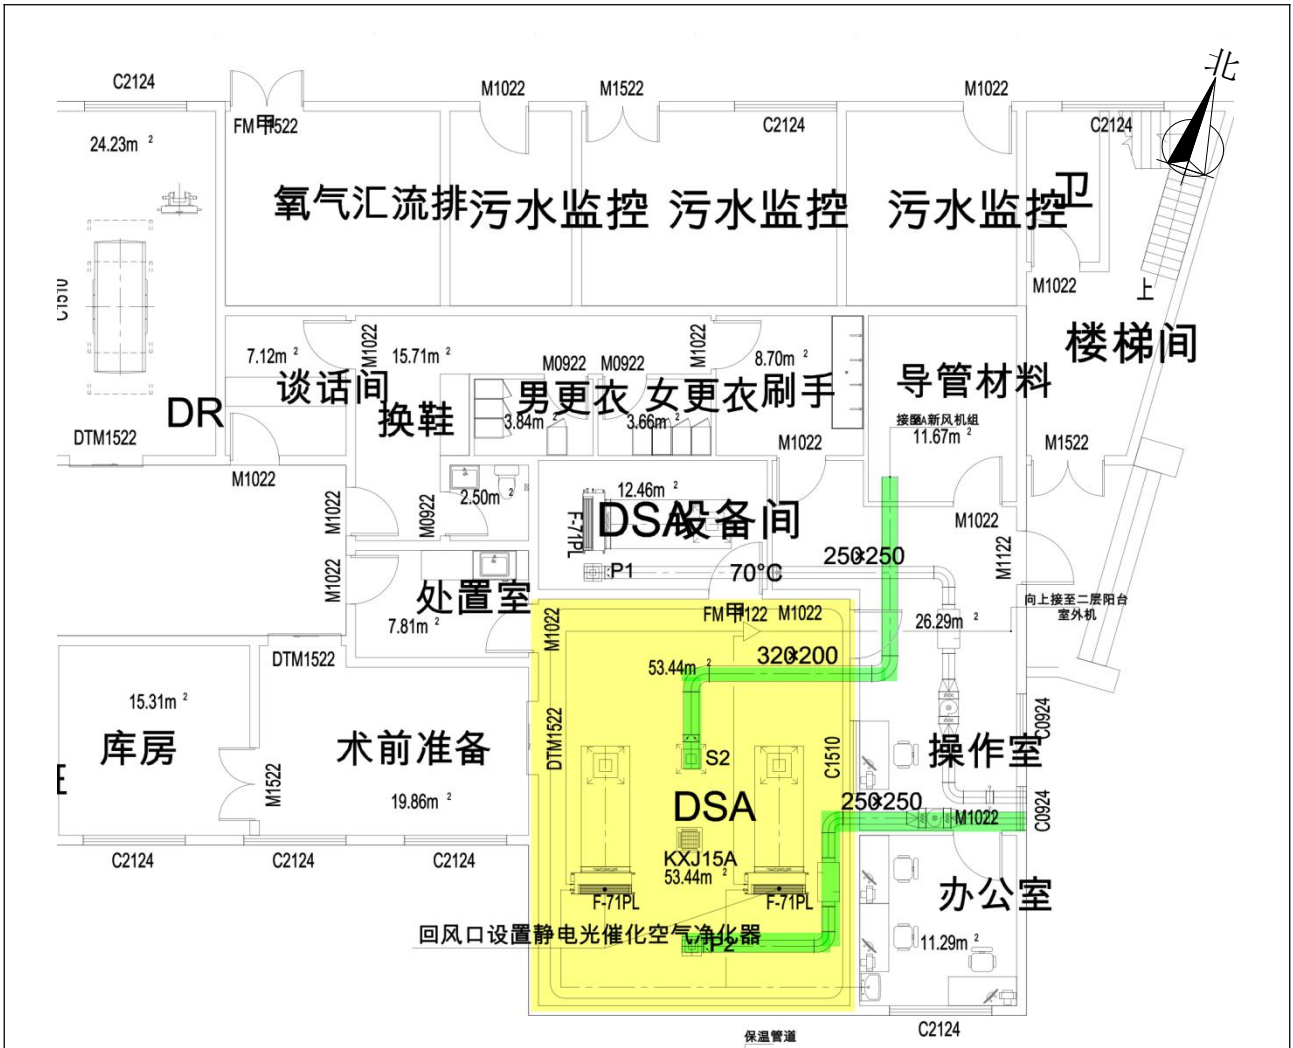 北
C2124
M1022
M1522
M1022
FM甲1522
C2124
C2124
24.23m²
氧气汇流排
污水监控
污水监控
污水监控
卫
C1510
M1022
上
楼梯间
7.12m²
M1022
15.71m²
M0922
M0922
M1022
8.70m²
谈话间
换鞋
男更衣
女更衣
刷手
导管材料
3.84m²
3.66m²
11.67m²
DR
DTM1522
M1022
M1022
M1522
M1022
M0922
2.50m²
12.46m²
DSA设备间
F-71PL
M1022
M1122
250×250
P1
70°C
M1022
处置室
7.81m²
M1022
FM甲1122
M1022
26.29m²
向上接至二层阳台
室外机
DTM1522
53.44m²
320×200
15.31m²
库房
术前准备
19.86m²
M1522
DTM1522
S2
C1510
操作室
C0924
DSA
250×250
M1022
C0924
C2124
C2124
C2124
KXJ15A
53.44m²
F-71PL
F-71PL
办公室
11.29m²
回风口设置静电光催化空气净化器
P2
C2124
保温管道